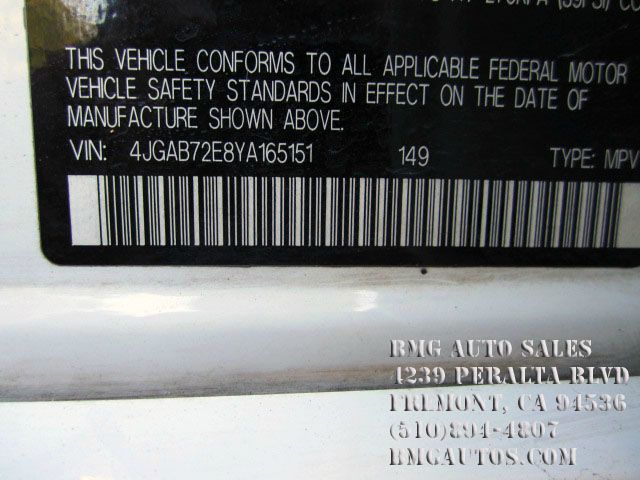 (39PSI)
THIS VEHICLE CONFORMS TO ALL APPLICABLE FEDERAL MOTOR
VEHICLE SAFETY STANDARDS IN EFFECT ON THE DATE OF
MANUFACTURE SHOWN ABOVE.
VIN: 4JGAB72E8YA165151 149 TYPE: MPV
BMG AUTO SALES
4239 PERALTA BLVD
FREMONT, CA 94536
(510)894-4807
BMGAUTOS.COM